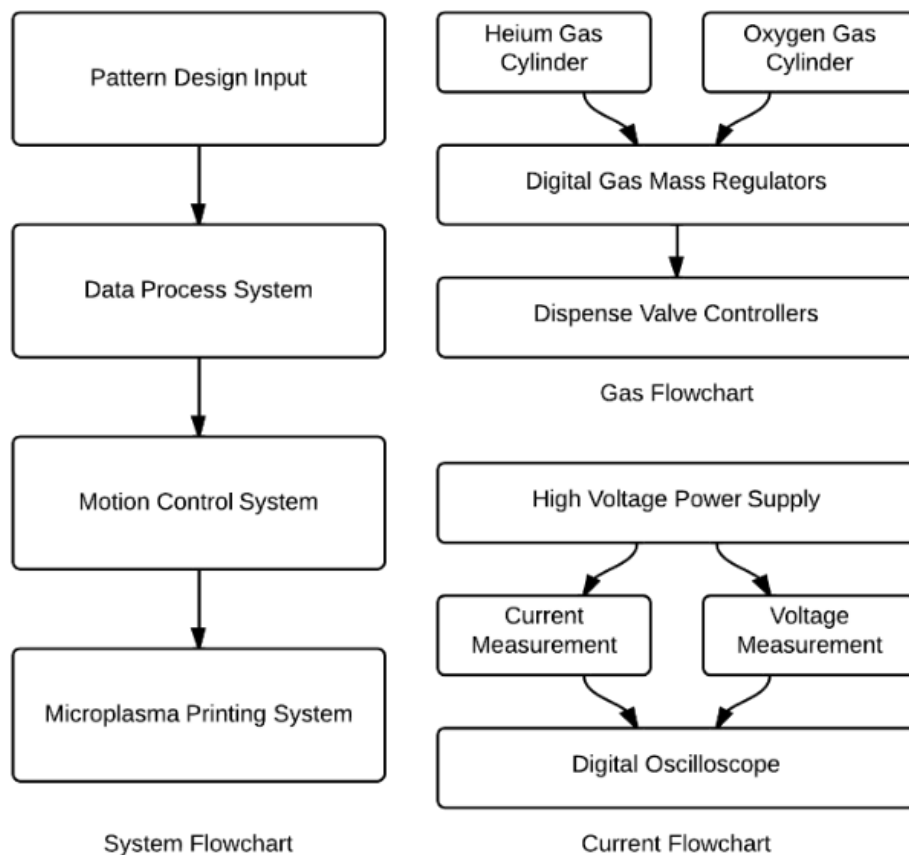 Pattern Design Input
Data Process System
Motion Control System
Microplasma Printing System
System Flowchart
Heium Gas
Cylinder
Oxygen Gas
Cylinder
Digital Gas Mass Regulators
Dispense Valve Controllers
Gas Flowchart
High Voltage Power Supply
Current
Measurement
Voltage
Measurement
Digital Oscilloscope
Current Flowchart